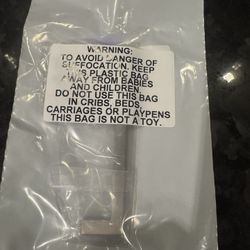 WARNING:
TO AVOID DANGER OF
SUFFOCATION, KEEP
THIS PLASTIC BAG
AWAY FROM BABIES
AND CHILDREN.
DO NOT USE THIS BAG
IN CRIBS, BEDS,
CARRIAGES OR PLAYPENS
THIS BAG IS NOT A TOY.